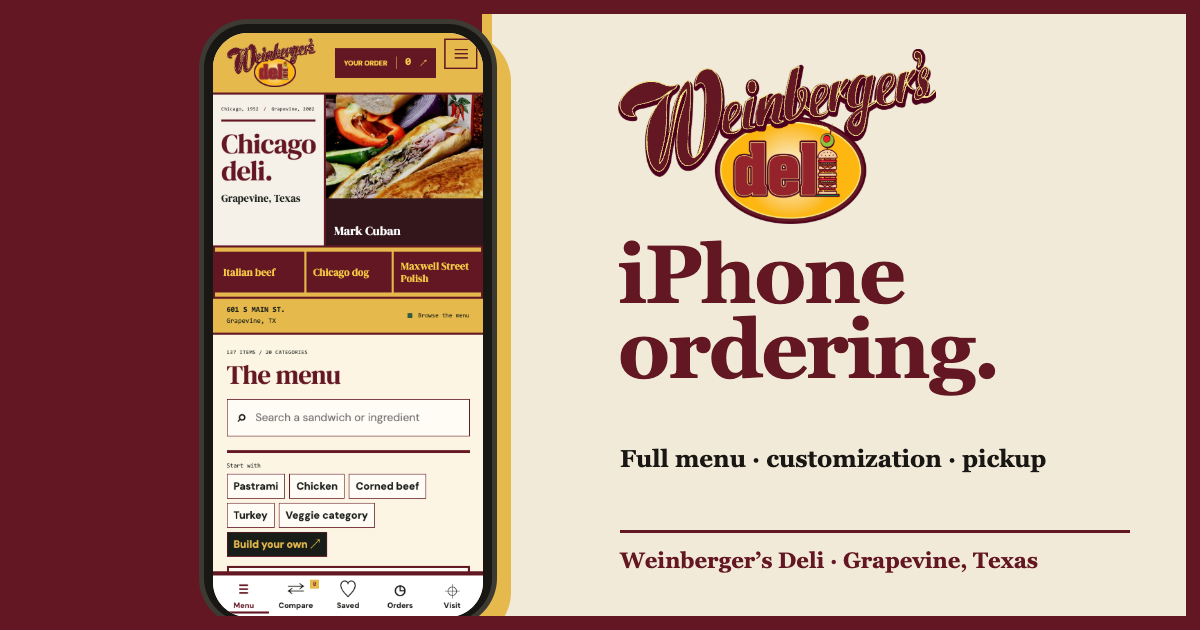 Weinberger's
deli
YOUR ORDER 0 ↗
Chicago, 1952 / Grapevine, 2002
Chicago
deli.
Grapevine, Texas
Mark Cuban
Italian beef
Chicago dog
Maxwell Street
Polish
601 S MAIN ST.
Grapevine, TX
Browse the menu
137 ITEMS / 20 CATEGORIES
The menu
Search a sandwich or ingredient
Start with
Pastrami
Chicken
Corned beef
Turkey
Veggie category
Build your own ↗
Menu
Compare
0
Saved
Orders
Visit
Weinberger's
deli
iPhone
ordering.
Full menu · customization · pickup
Weinberger’s Deli · Grapevine, Texas